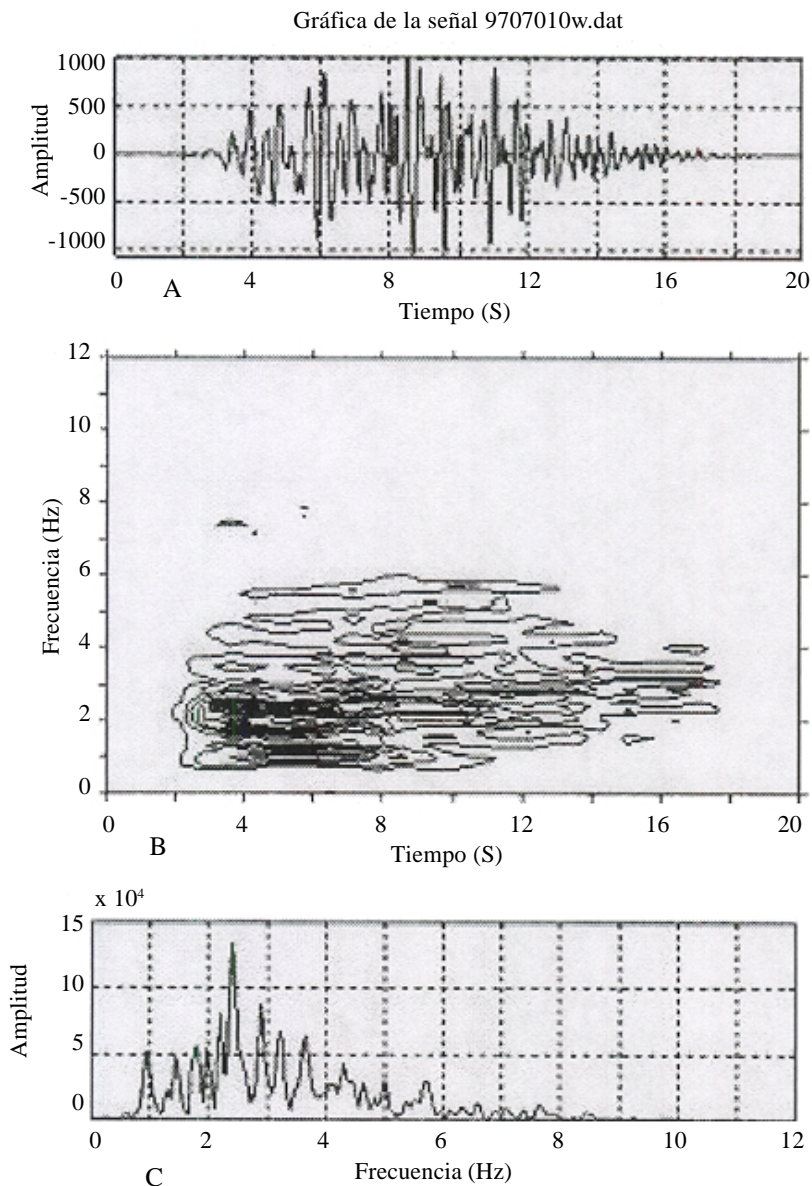 Gráfica de la señal 9707010w.dat
1000
500
0
-500
-1000
Amplitud
0 4 8 12 16 20
A
Tiempo (S)
12
10
8
6
4
2
0
Frecuencia (Hz)
0 4 8 12 16 20
B
Tiempo (S)
x 10⁴
15
10
5
0
Amplitud
0 2 4 6 8 10 12
C
Frecuencia (Hz)